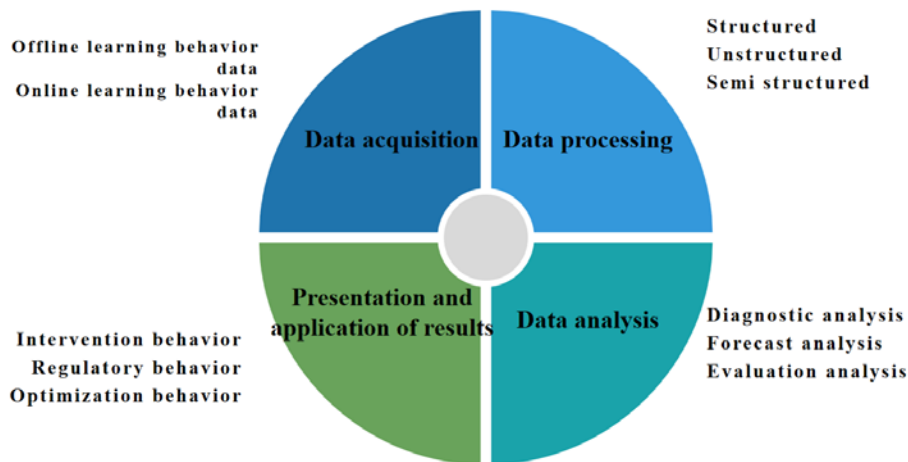 Offline learning behavior
data
Online learning behavior
data
Structured
Unstructured
Semi structured
Data acquisition
Data processing
Presentation and
application of results
Data analysis
Intervention behavior
Regulatory behavior
Optimization behavior
Diagnostic analysis
Forecast analysis
Evaluation analysis